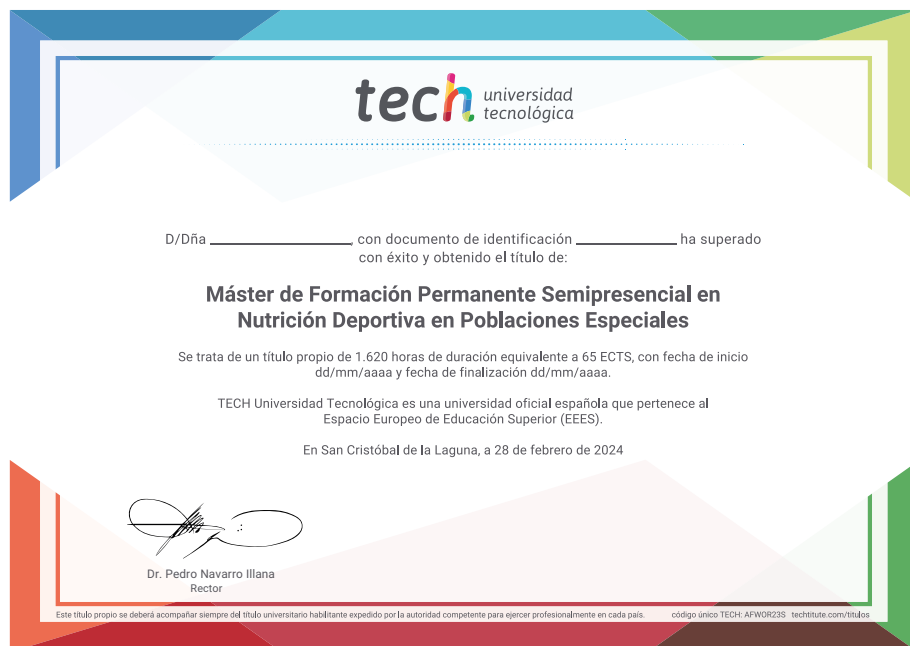 tech universidad
tecnológica
D/Dña ________________, con documento de identificación ____________ ha superado
con éxito y obtenido el título de:
Máster de Formación Permanente Semipresencial en
Nutrición Deportiva en Poblaciones Especiales
Se trata de un título propio de 1.620 horas de duración equivalente a 65 ECTS, con fecha de inicio
dd/mm/aaaa y fecha de finalización dd/mm/aaaa.
TECH Universidad Tecnológica es una universidad oficial española que pertenece al
Espacio Europeo de Educación Superior (EEES).
En San Cristóbal de la Laguna, a 28 de febrero de 2024
Dr. Pedro Navarro Illana
Rector
Este título propio se deberá acompañar siempre del título universitario habilitante expedido por la autoridad competente para ejercer profesionalmente en cada país. código único TECH: AFWOR23S techtitute.com/titulos